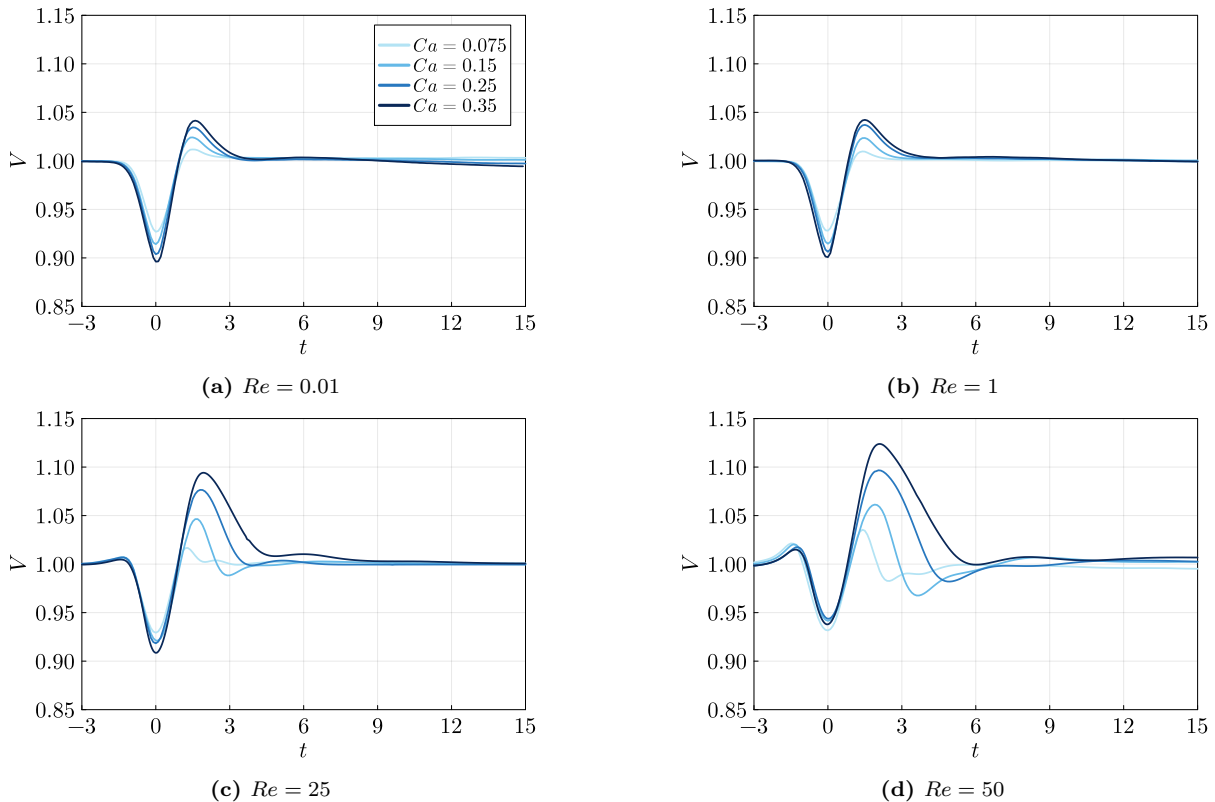 1.15
1.10
1.05
1.00
0.95
0.90
0.85
V
−3 0 3 6 9 12 15
t
Ca = 0.075
Ca = 0.15
Ca = 0.25
Ca = 0.35
(a) Re = 0.01
1.15
1.10
1.05
1.00
0.95
0.90
0.85
V
−3 0 3 6 9 12 15
t
(b) Re = 1
1.15
1.10
1.05
1.00
0.95
0.90
0.85
V
−3 0 3 6 9 12 15
t
(c) Re = 25
1.15
1.10
1.05
1.00
0.95
0.90
0.85
V
−3 0 3 6 9 12 15
t
(d) Re = 50